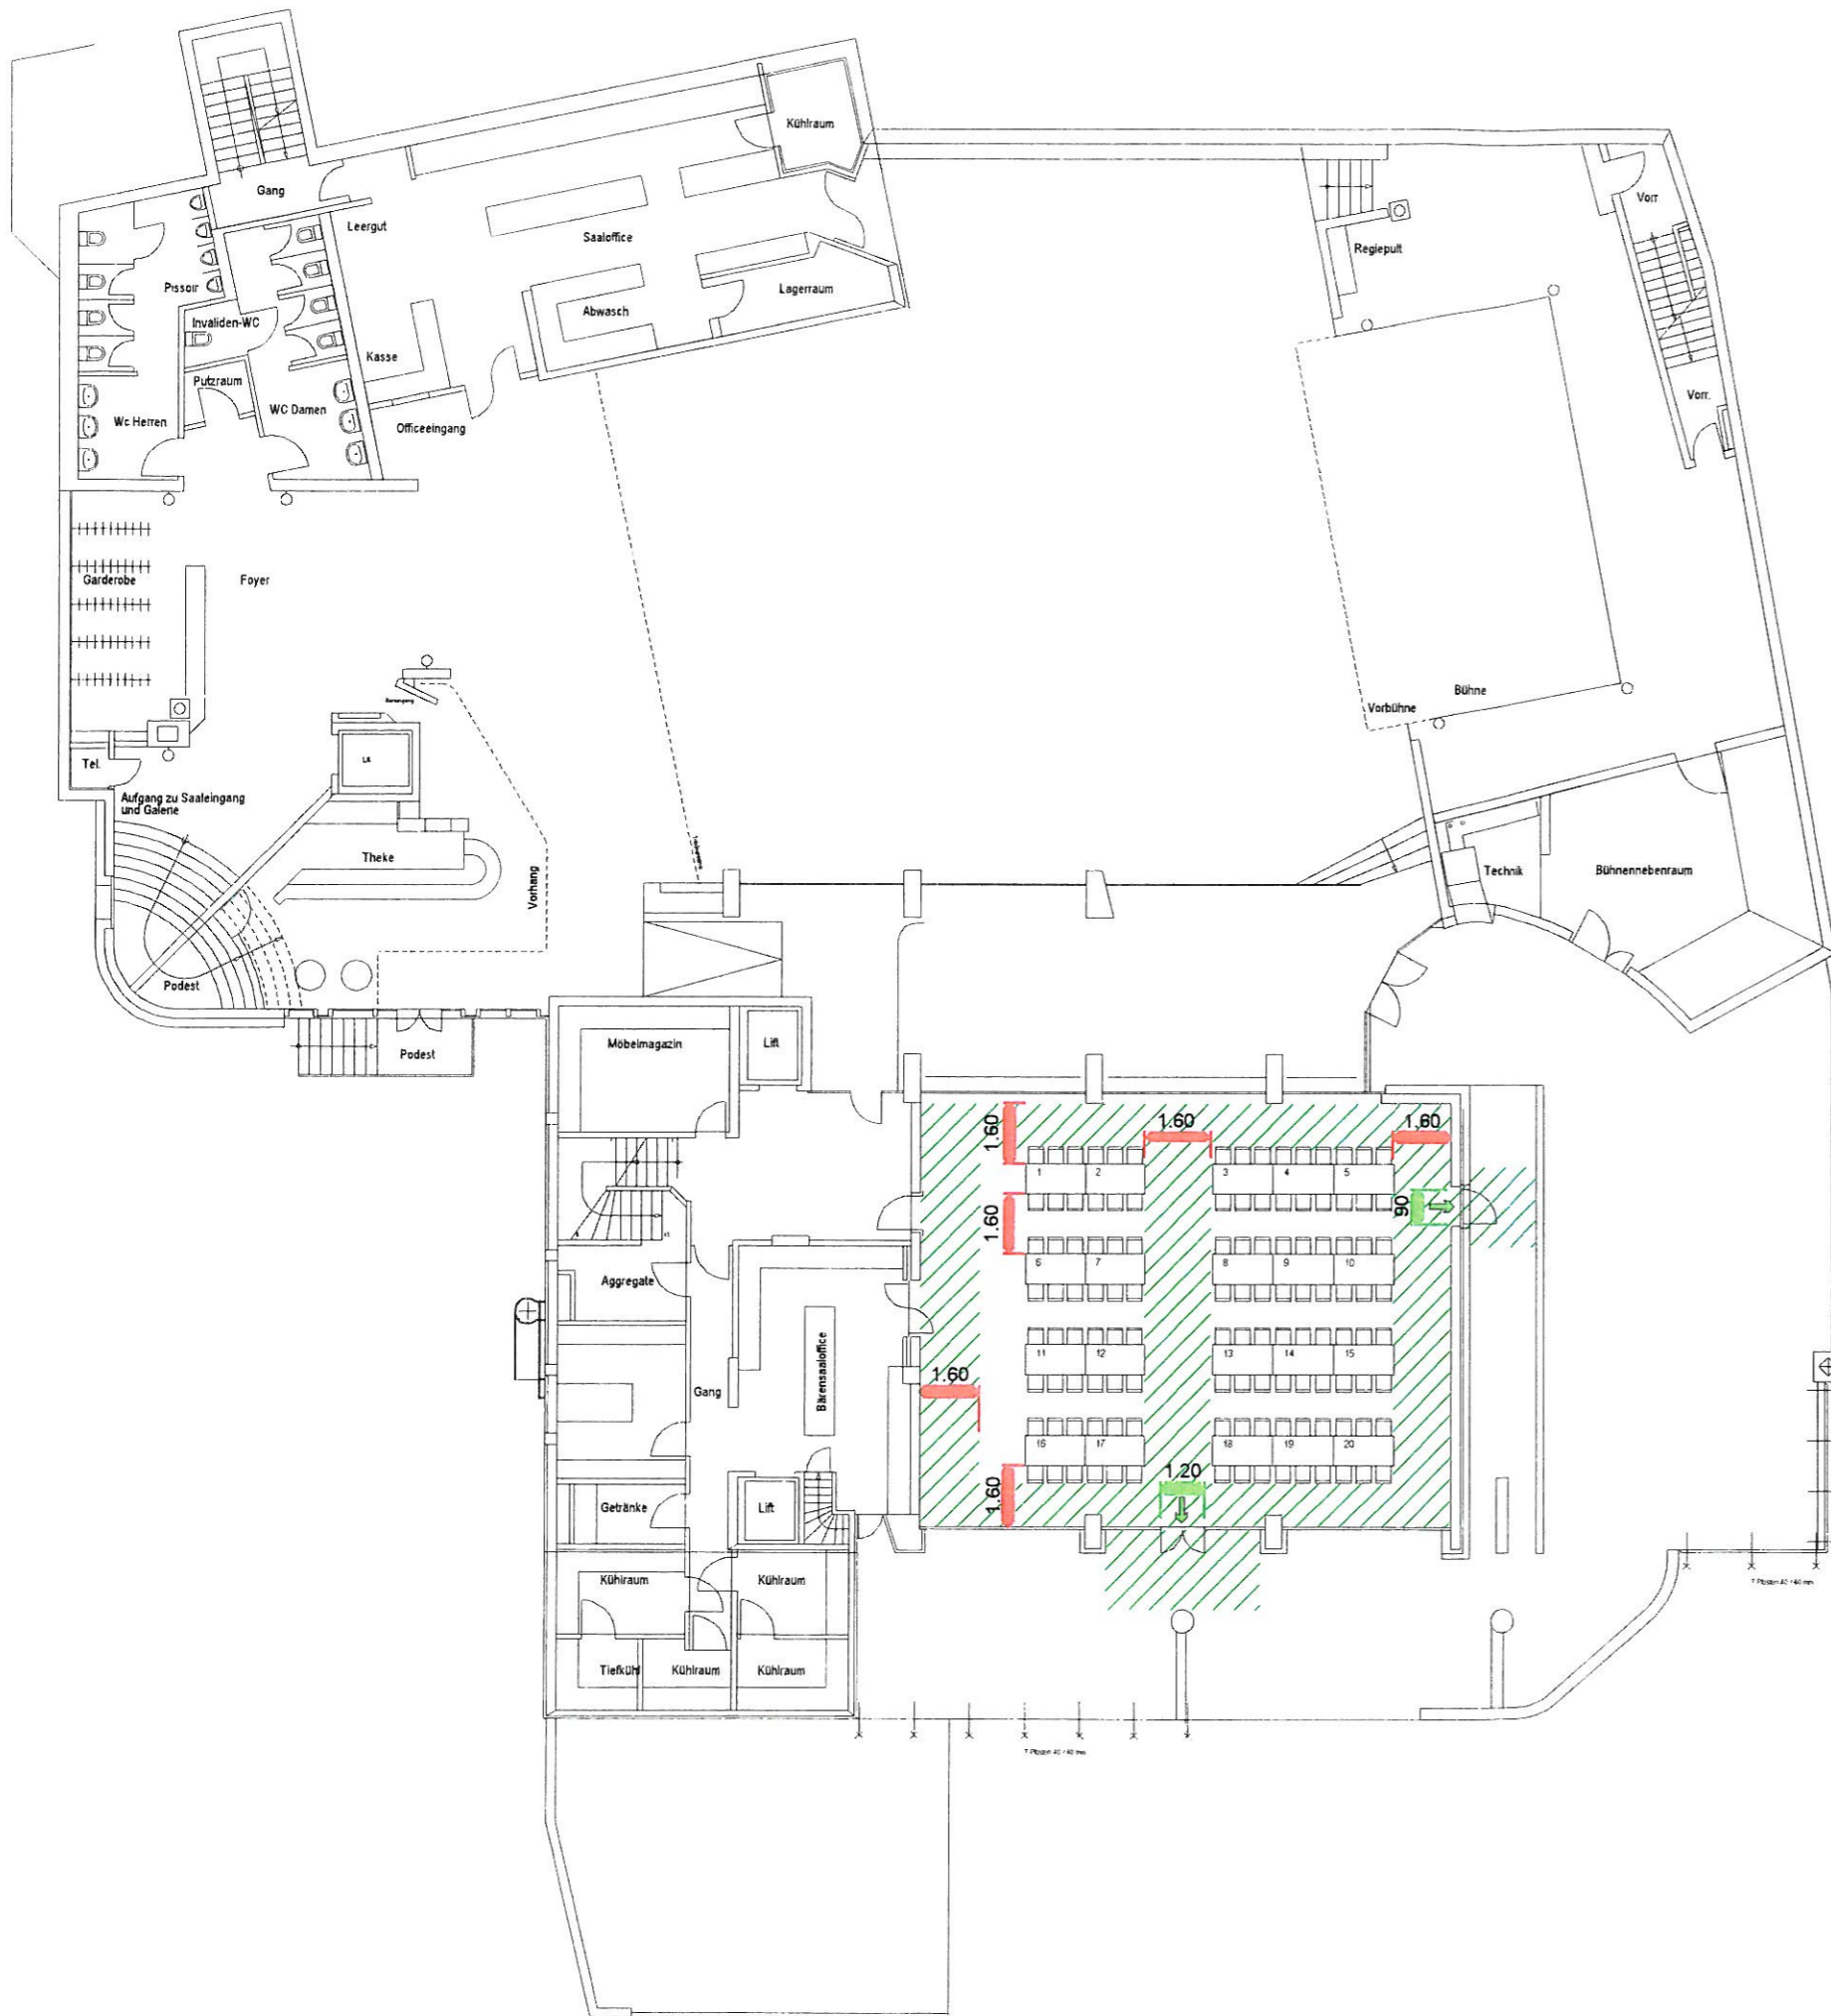 Kühlraum
Gang
Vorr
Leergut
Saaloffice
Regiepult
Pissoir
Lagerraum
Abwasch
Invaliden-WC
Kasse
Putzraum
WC Damen
Vorr.
Wc Herren
Officeeingang
Garderobe
Foyer
Bühne
Vorbühne
Tel.
LA
Aufgang zu Saaleingang
und Galerie
Theke
Vorhang
Technik
Bühnennebenraum
Podest
Podest
Möbelmagazin
Lift
1.60
1.60
1.60
1
2
3
4
5
1.60
90
6
7
8
9
10
Aggregate
Bärensaaloffice
11
12
13
14
15
Gang
1.60
16
17
18
19
20
1.60
1.20
Getränke
Lift
Kühlraum
Kühlraum
Tiefkühl
Kühlraum
Kühlraum